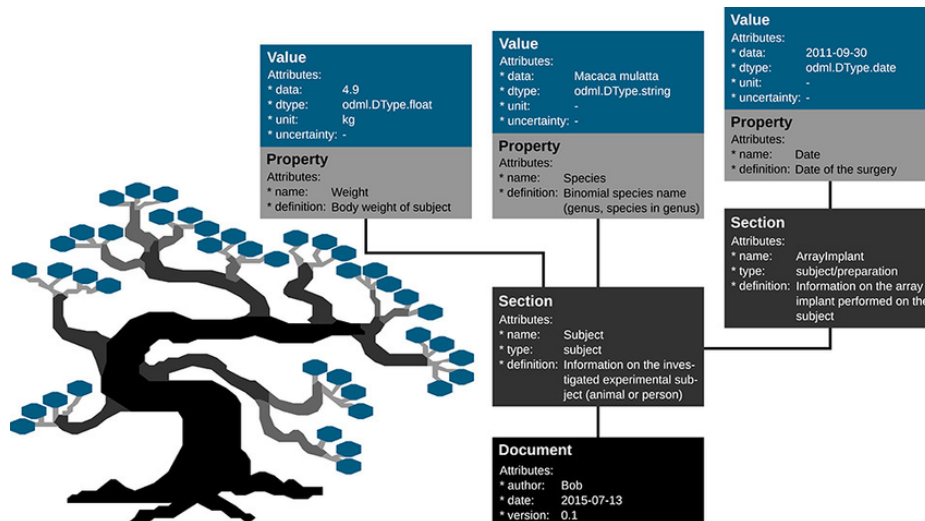 Value
Attributes:
* data: 4.9
* dtype: odml.DType.float
* unit: kg
* uncertainty: -
Property
Attributes:
* name: Weight
* definition: Body weight of subject
Value
Attributes:
* data: Macaca mulatta
* dtype: odml.DType.string
* unit: -
* uncertainty: -
Property
Attributes:
* name: Species
* definition: Binomial species name
(genus, species in genus)
Value
Attributes:
* data: 2011-09-30
* dtype: odml.DType.date
* unit: -
* uncertainty: -
Property
Attributes:
* name: Date
* definition: Date of the surgery
Section
Attributes:
* name: ArrayImplant
* type: subject/preparation
* definition: Information on the array
implant performed on the
subject
Section
Attributes:
* name: Subject
* type: subject
* definition: Information on the inves-
tigated experimental sub-
ject (animal or person)
Document
Attributes:
* author: Bob
* date: 2015-07-13
* version: 0.1